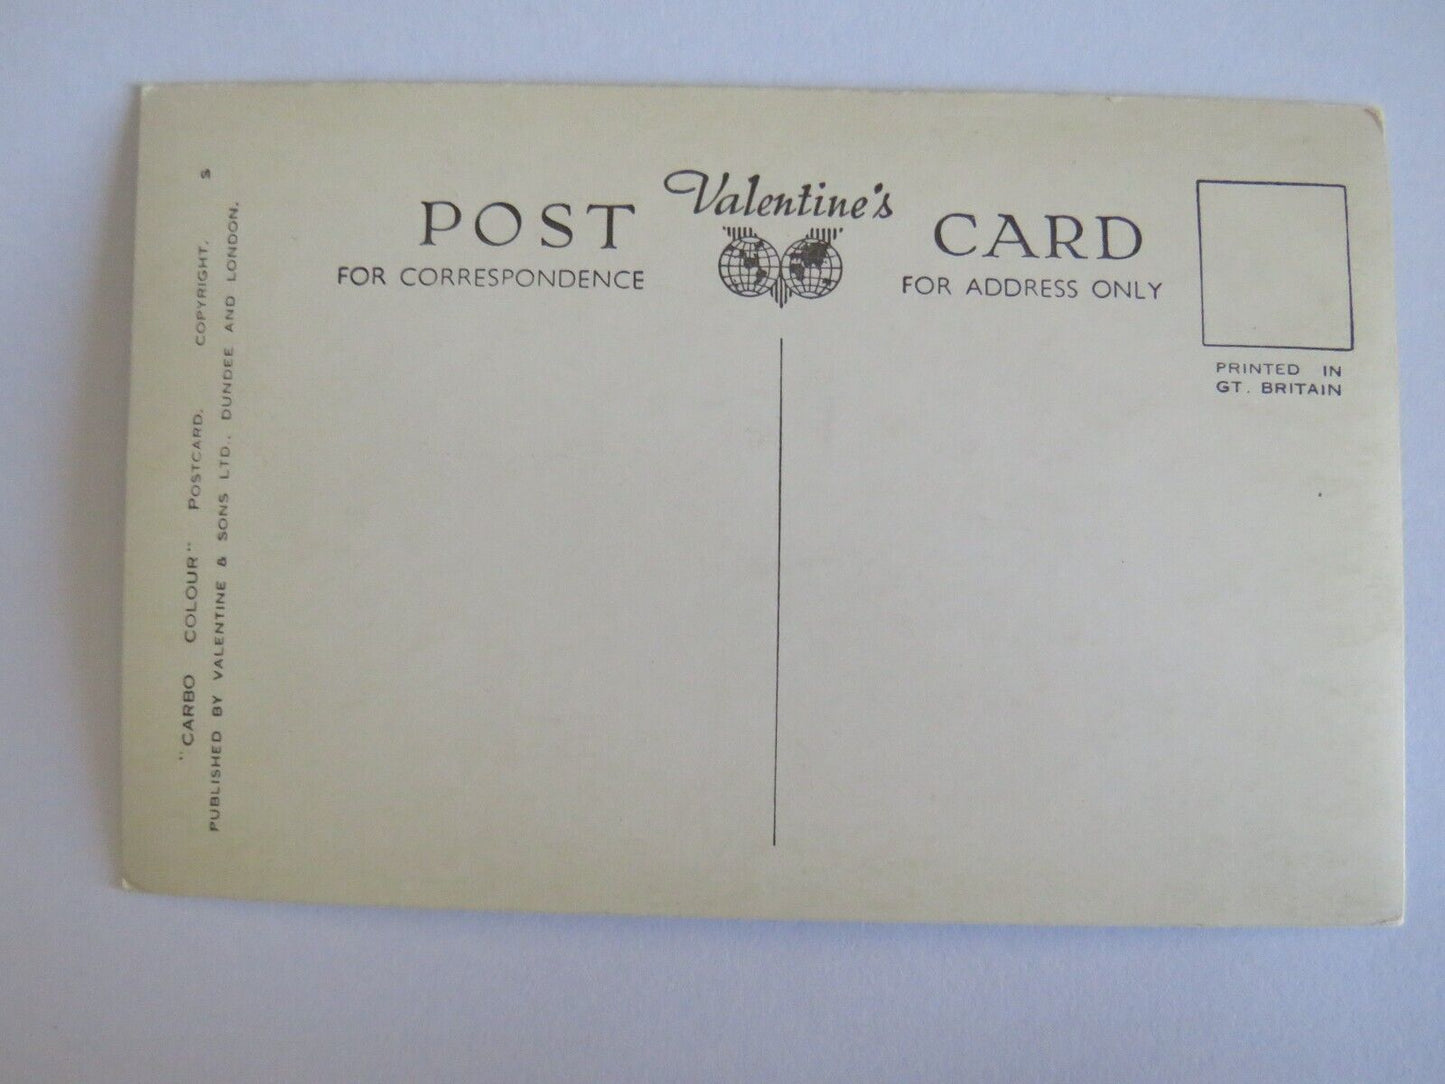 POST Valentine's CARD
FOR CORRESPONDENCE
FOR ADDRESS ONLY
PRINTED IN
GT. BRITAIN
"CARBO COLOUR" POSTCARD. COPYRIGHT. S
PUBLISHED BY VALENTINE & SONS LTD., DUNDEE AND LONDON.